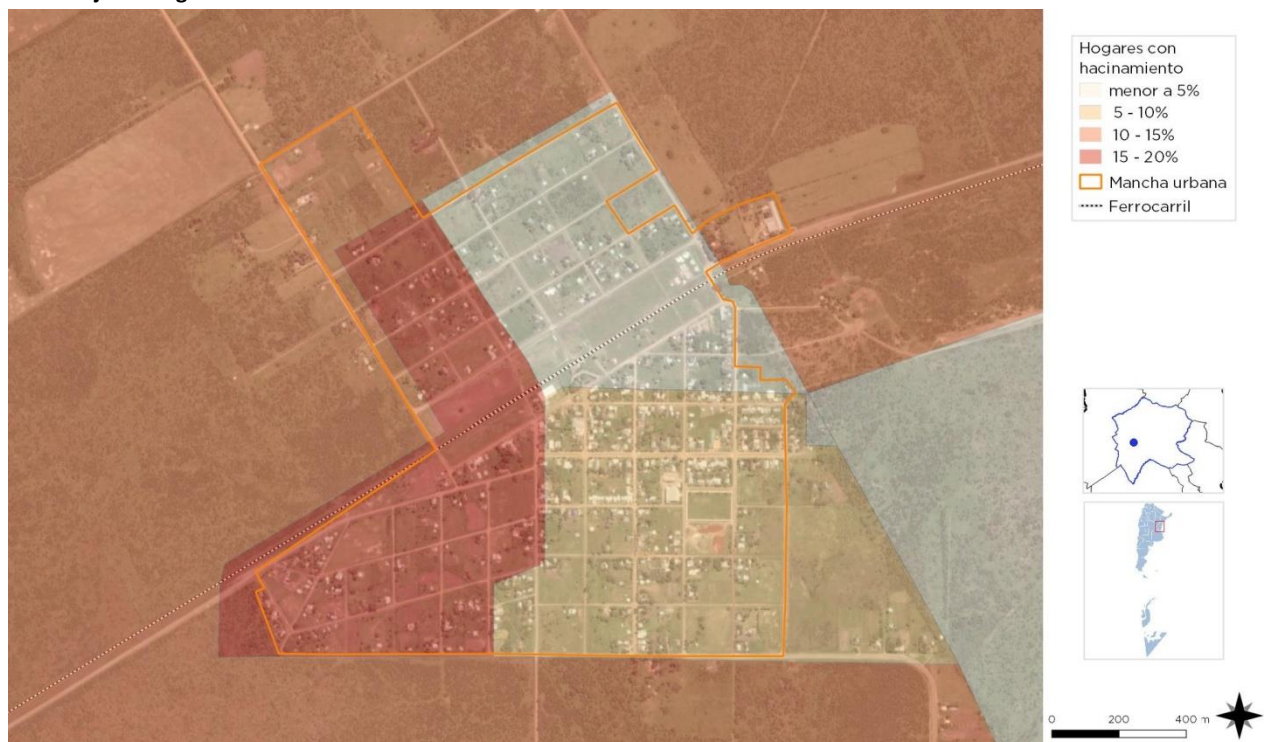 Hogares con
hacinamiento
menor a 5%
5 - 10%
10 - 15%
15 - 20%
Mancha urbana
Ferrocarril
0 200 400 m